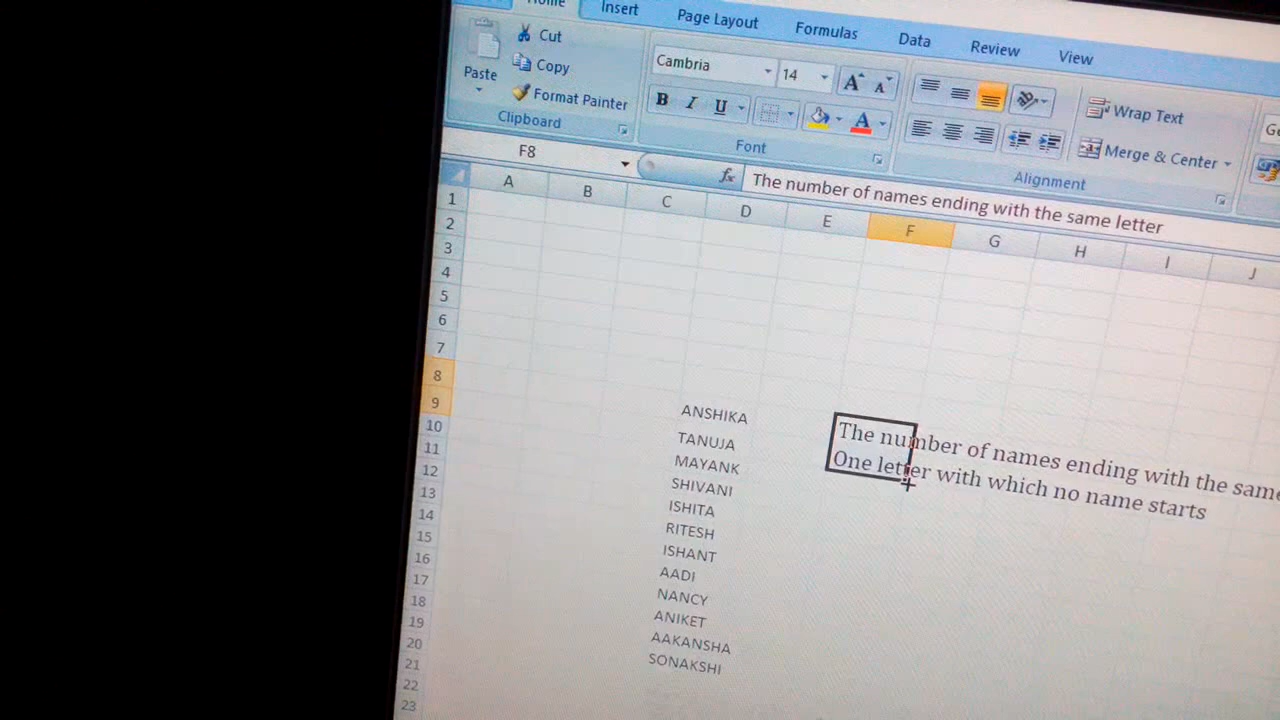 Home Insert Page Layout Formulas Data Review View
Cut
Copy
Format Painter
Paste
Clipboard
Cambria 14
B I U
Font
Wrap Text
Merge & Center
Alignment
F8
fx The number of names ending with the same letter
A B C D E F G H I J
1
2
3
4
5
6
7
8
9
10
11
12
13
14
15
16
17
18
19
20
21
22
23
ANSHIKA
TANUJA
MAYANK
SHIVANI
ISHITA
RITESH
ISHANT
AADI
NANCY
ANIKET
AAKANSHA
SONAKSHI
The number of names ending with the same
One letter with which no name starts